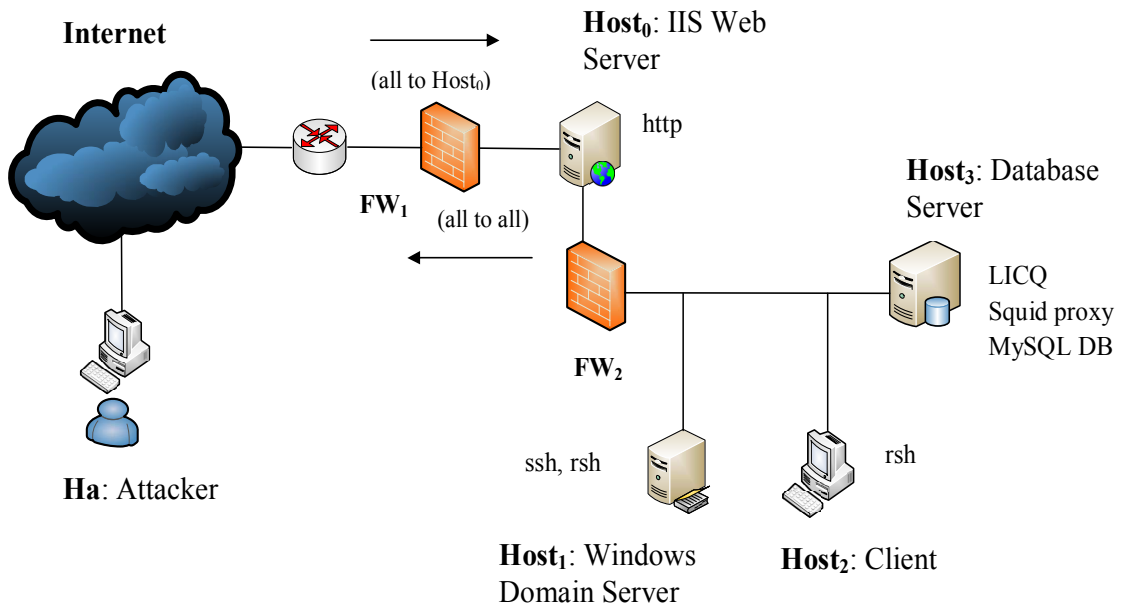 Internet
(all to Host₀)
Host₀: IIS Web
Server
http
FW₁
(all to all)
Host₃: Database
Server
LICQ
Squid proxy
MySQL DB
FW₂
Ha: Attacker
ssh, rsh
rsh
Host₁: Windows
Domain Server
Host₂: Client